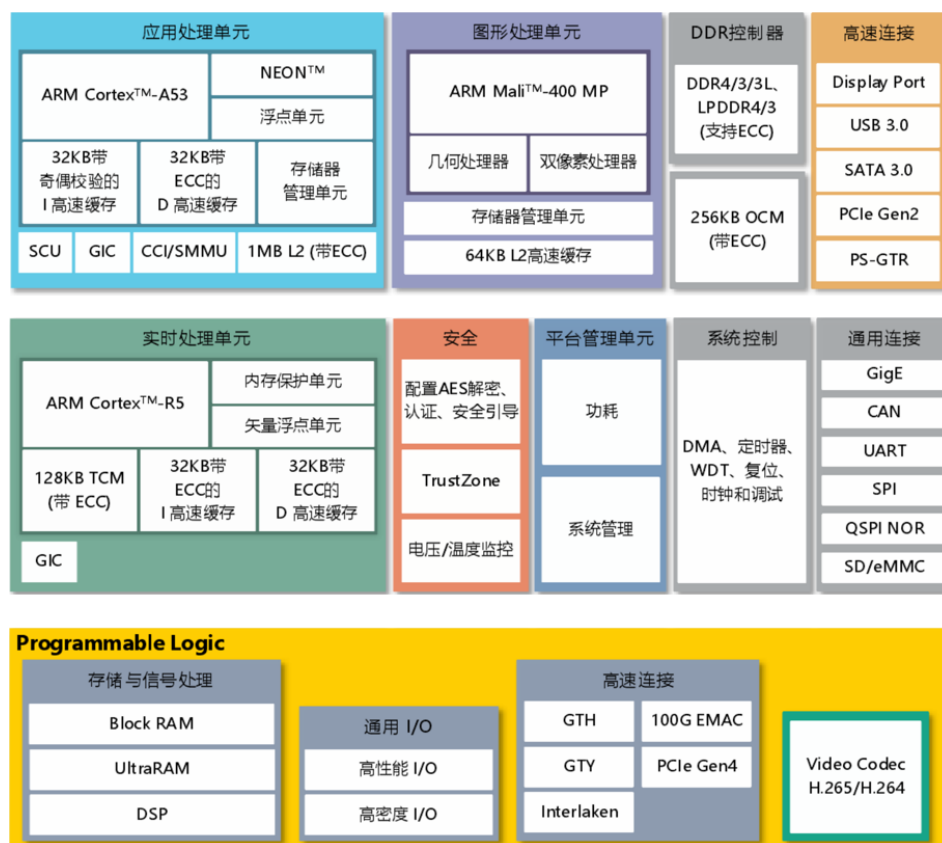 应用处理单元
ARM Cortex™-A53
NEON™
浮点单元
32KB带
奇偶校验的
I 高速缓存
32KB带
ECC的
D 高速缓存
存储器
管理单元
SCU
GIC
CCI/SMMU
1MB L2 (带ECC)
图形处理单元
ARM Mali™-400 MP
几何处理器
双像素处理器
存储器管理单元
64KB L2高速缓存
DDR控制器
DDR4/3/3L、
LPDDR4/3
(支持ECC)
256KB OCM
(带ECC)
高速连接
Display Port
USB 3.0
SATA 3.0
PCIe Gen2
PS-GTR
实时处理单元
ARM Cortex™-R5
内存保护单元
矢量浮点单元
128KB TCM
(带 ECC)
32KB带
ECC的
I 高速缓存
32KB带
ECC的
D 高速缓存
GIC
安全
配置AES解密、
认证、安全引导
TrustZone
电压/温度监控
平台管理单元
功耗
系统管理
系统控制
DMA、定时器、
WDT、复位、
时钟和调试
通用连接
GigE
CAN
UART
SPI
QSPI NOR
SD/eMMC
Programmable Logic
存储与信号处理
Block RAM
UltraRAM
DSP
通用 I/O
高性能 I/O
高密度 I/O
高速连接
GTH
100G EMAC
GTY
PCIe Gen4
Interlaken
Video Codec
H.265/H.264